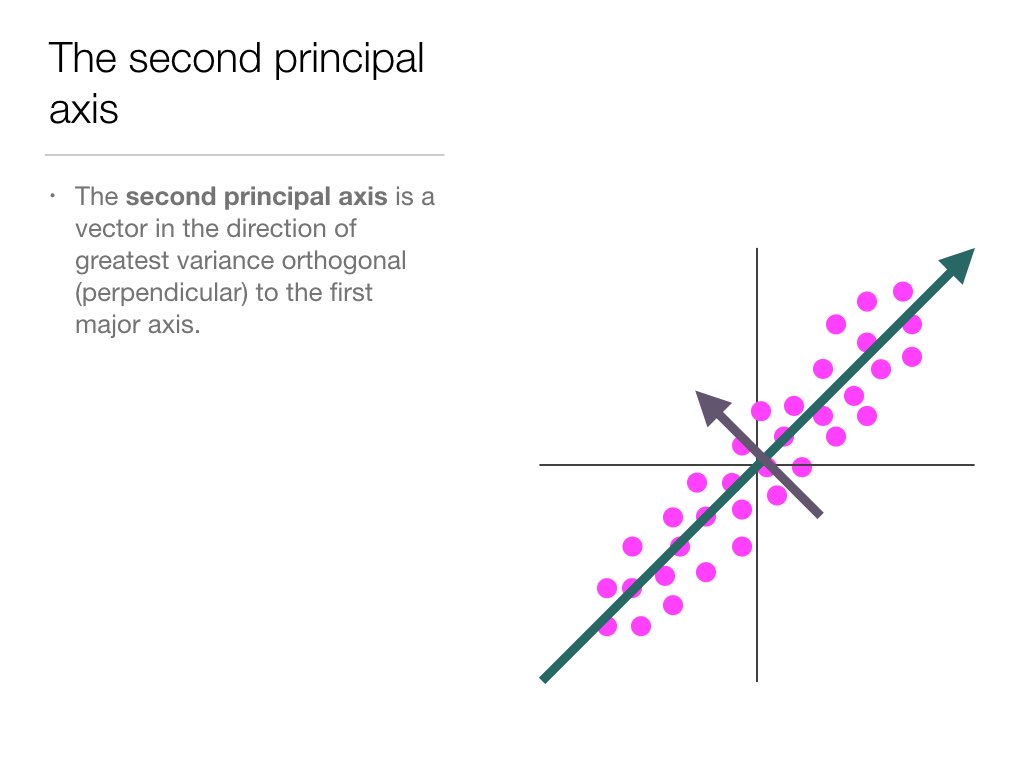 The second principal
axis
• The second principal axis is a
vector in the direction of
greatest variance orthogonal
(perpendicular) to the first
major axis.